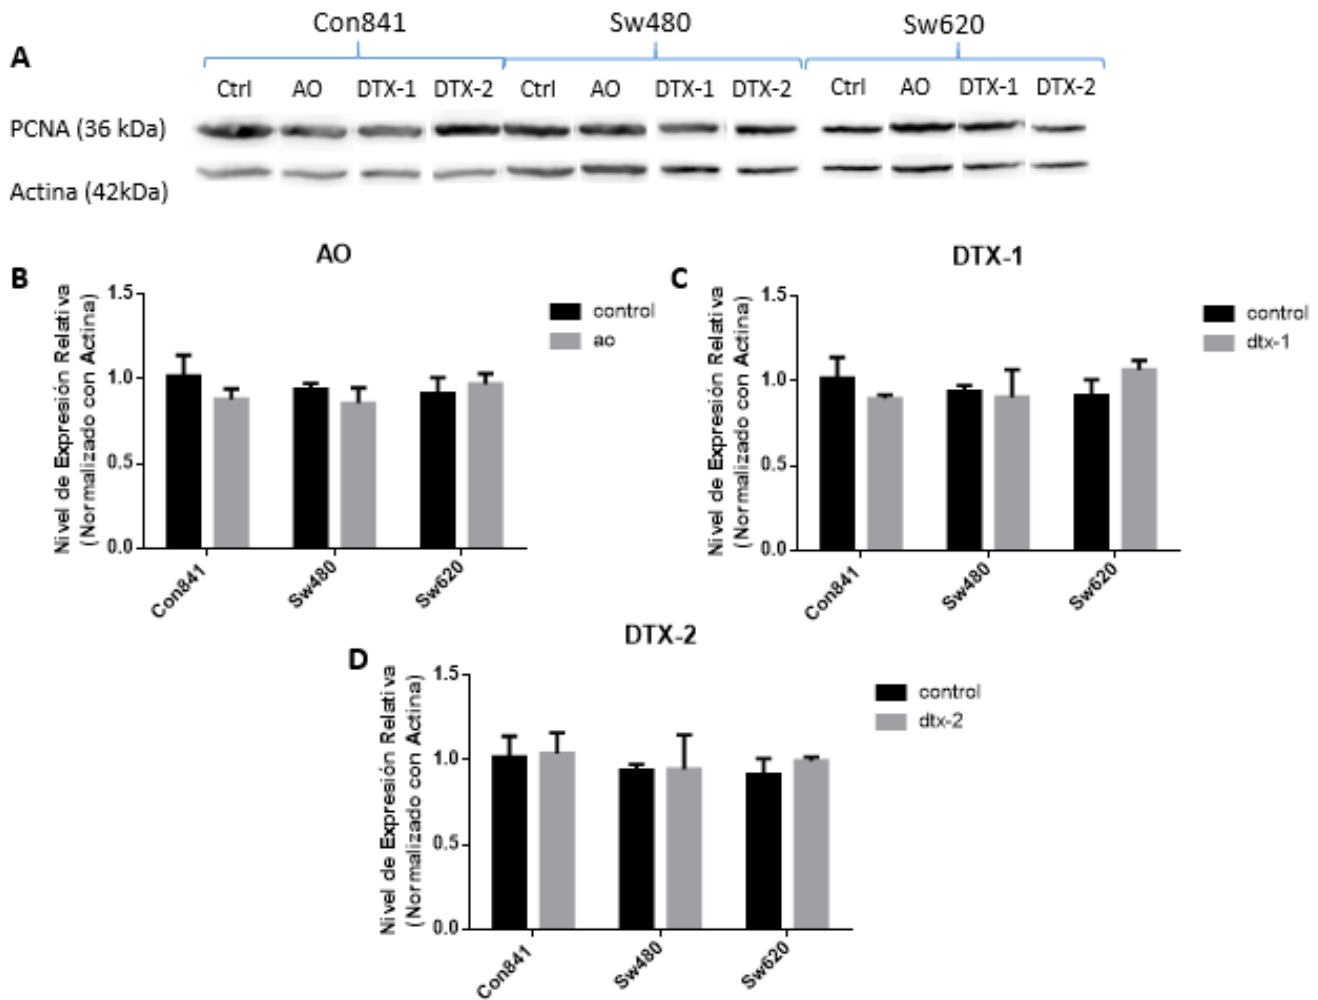 Con841 Sw480 Sw620
A
Ctrl AO DTX-1 DTX-2 Ctrl AO DTX-1 DTX-2 Ctrl AO DTX-1 DTX-2
PCNA (36 kDa)
Actina (42kDa)
B
AO
Nivel de Expresión Relativa
(Normalizado con Actina)
1.5
1.0
0.5
0.0
Con841
Sw480
Sw620
control
ao
C
DTX-1
Nivel de Expresión Relativa
(Normalizado con Actina)
1.5
1.0
0.5
0.0
Con841
Sw480
Sw620
control
dtx-1
D
DTX-2
Nivel de Expresión Relativa
(Normalizado con Actina)
1.5
1.0
0.5
0.0
Con841
Sw480
Sw620
control
dtx-2